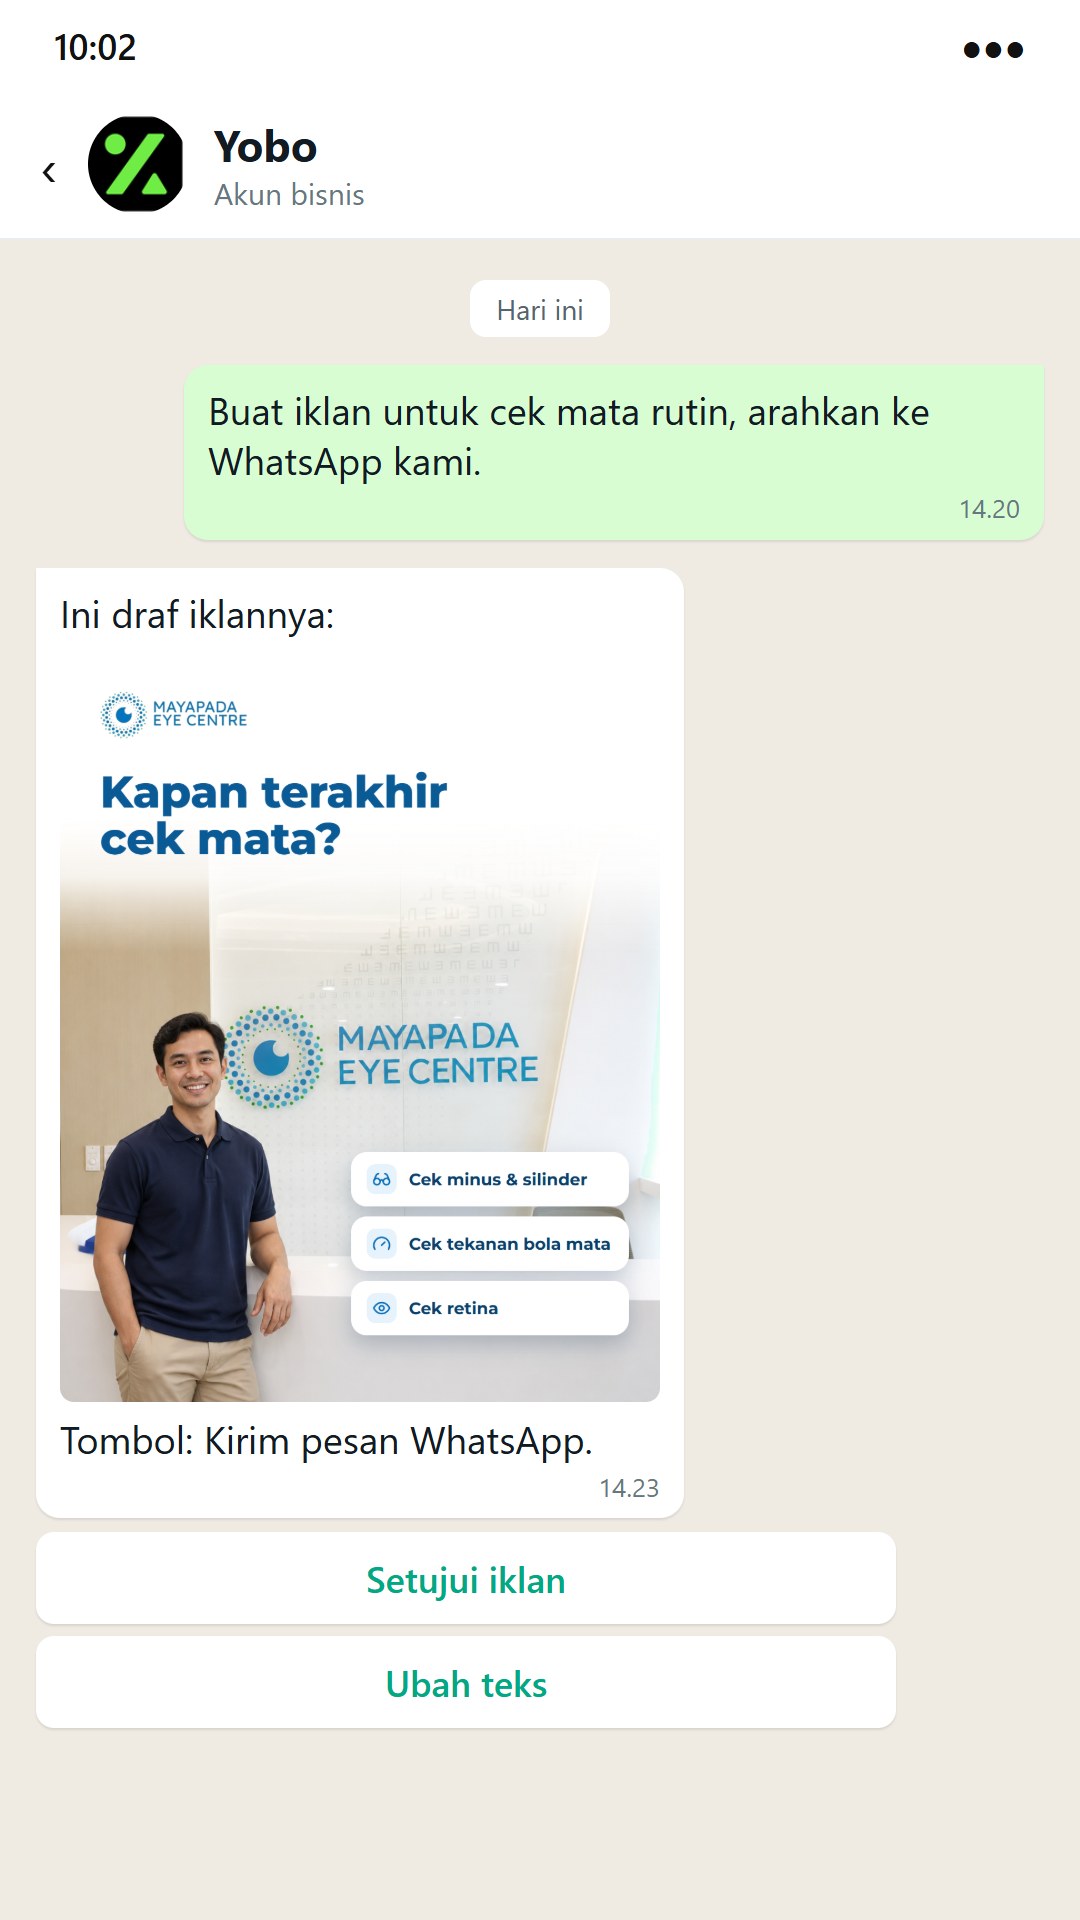 10:02
Yobo
Akun bisnis
Hari ini
Buat iklan untuk cek mata rutin, arahkan ke
WhatsApp kami.
14.20
Ini draf iklannya:
MAYAPADA
EYE CENTRE
Kapan terakhir
cek mata?
MAYAPADA
EYE CENTRE
Cek minus & silinder
Cek tekanan bola mata
Cek retina
Tombol: Kirim pesan WhatsApp.
14.23
Setujui iklan
Ubah teks